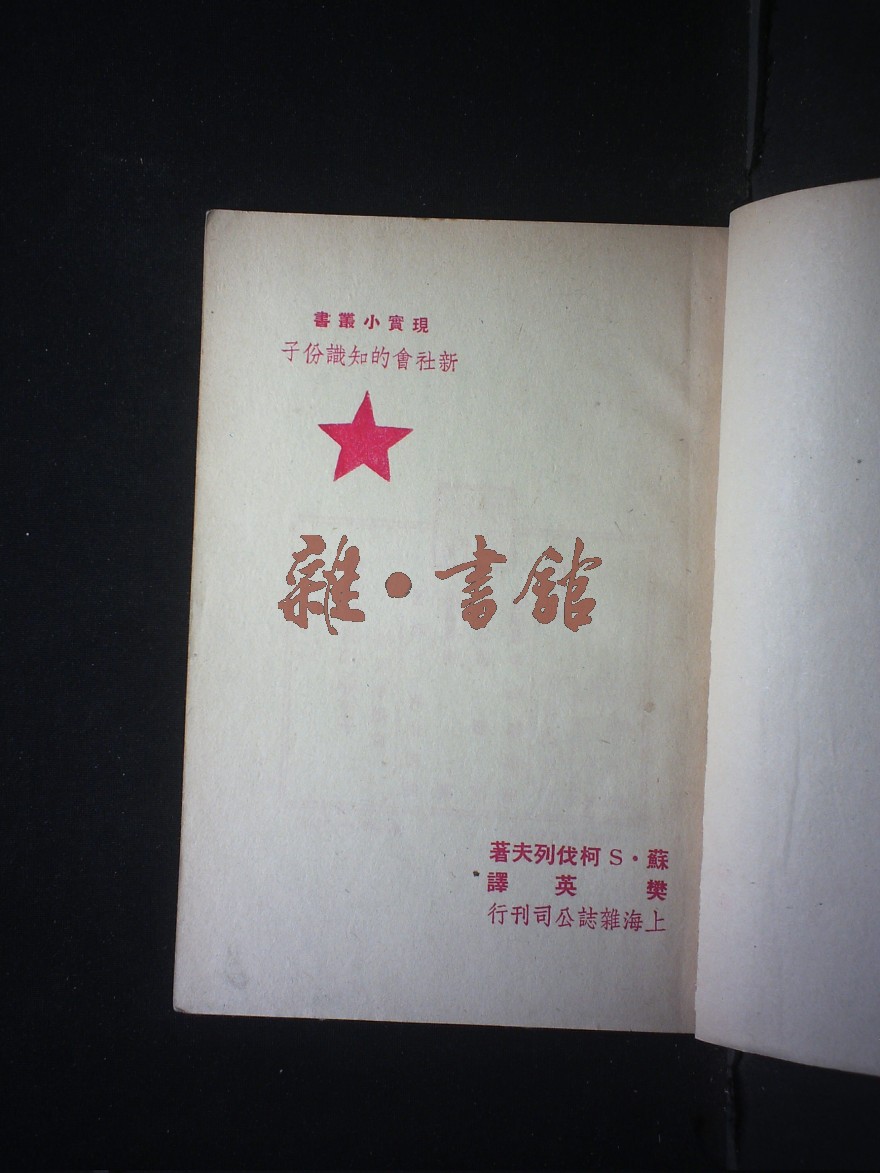 現實小叢書
新社會的知識份子
雜·書館
蘇·S柯伐列夫著
樊英譯
上海雜誌公司刊行